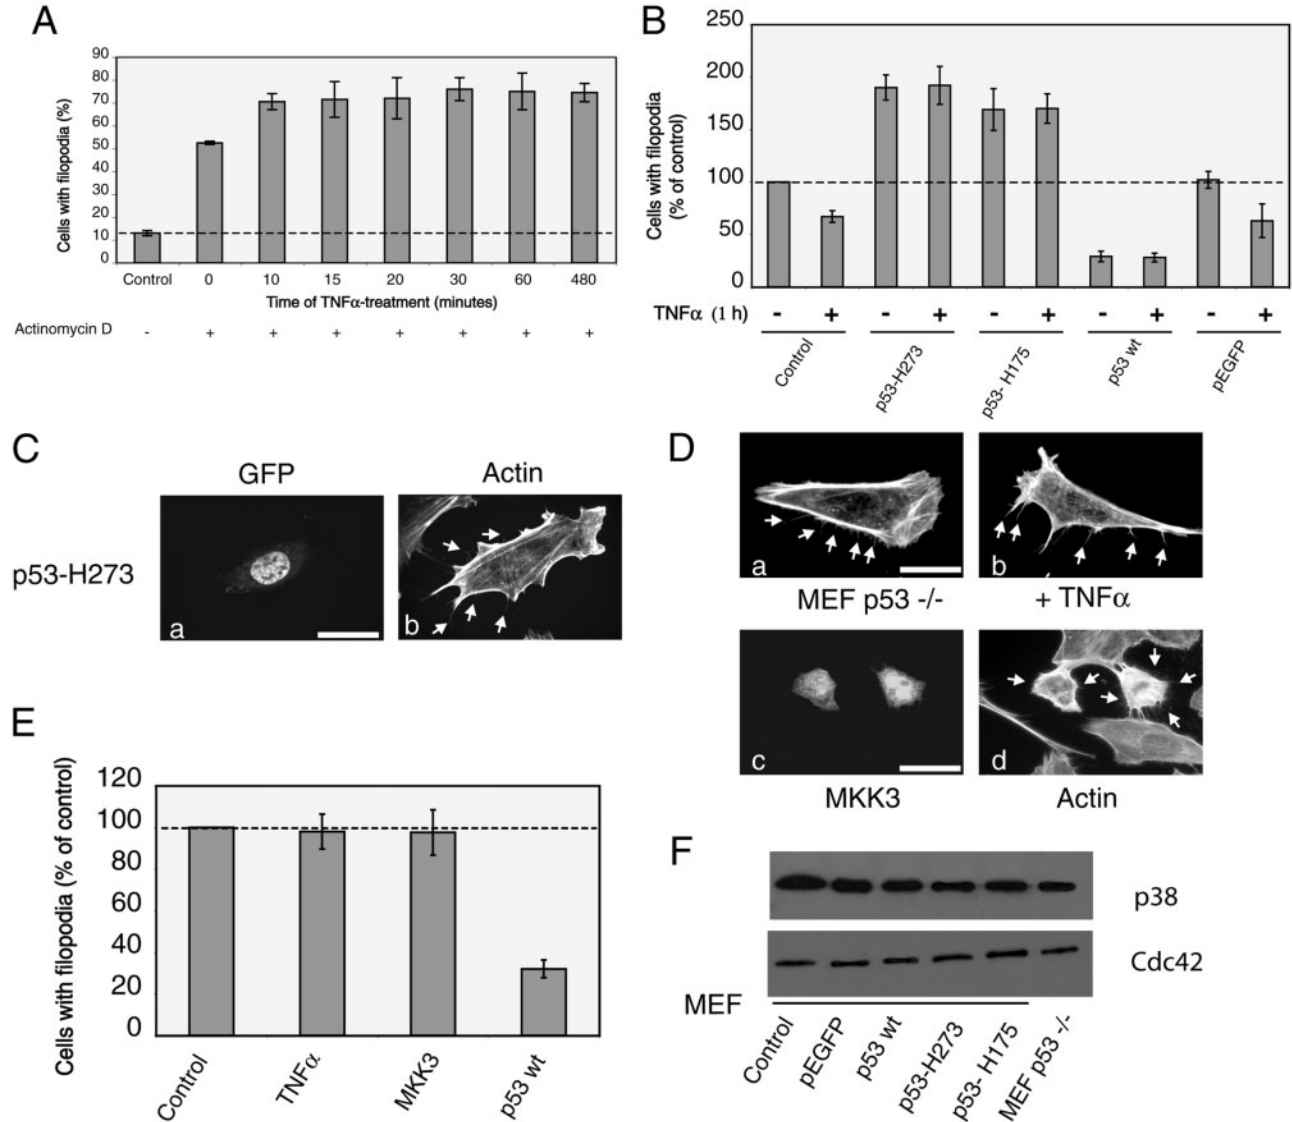 A
Cells with filopodia (%)
90
80
70
60
50
40
30
20
10
0
Control 0 10 15 20 30 60 480
Time of TNFα-treatment (minutes)
Actinomycin D - + + + + + + +
B
Cells with filopodia
(% of control)
250
200
150
100
50
0
TNFα (1 h) - + - + - + - + - +
Control p53-H273 p53- H175 p53 wt pEGFP
C
GFP Actin
p53-H273
a b
D
a b
MEF p53 -/- + TNFα
c d
MKK3 Actin
E
Cells with filopodia (% of control)
120
100
80
60
40
20
0
Control TNFα MKK3 p53 wt
F
p38
Cdc42
MEF
Control pEGFP p53 wt p53-H273 p53- H175 MEF p53 -/-